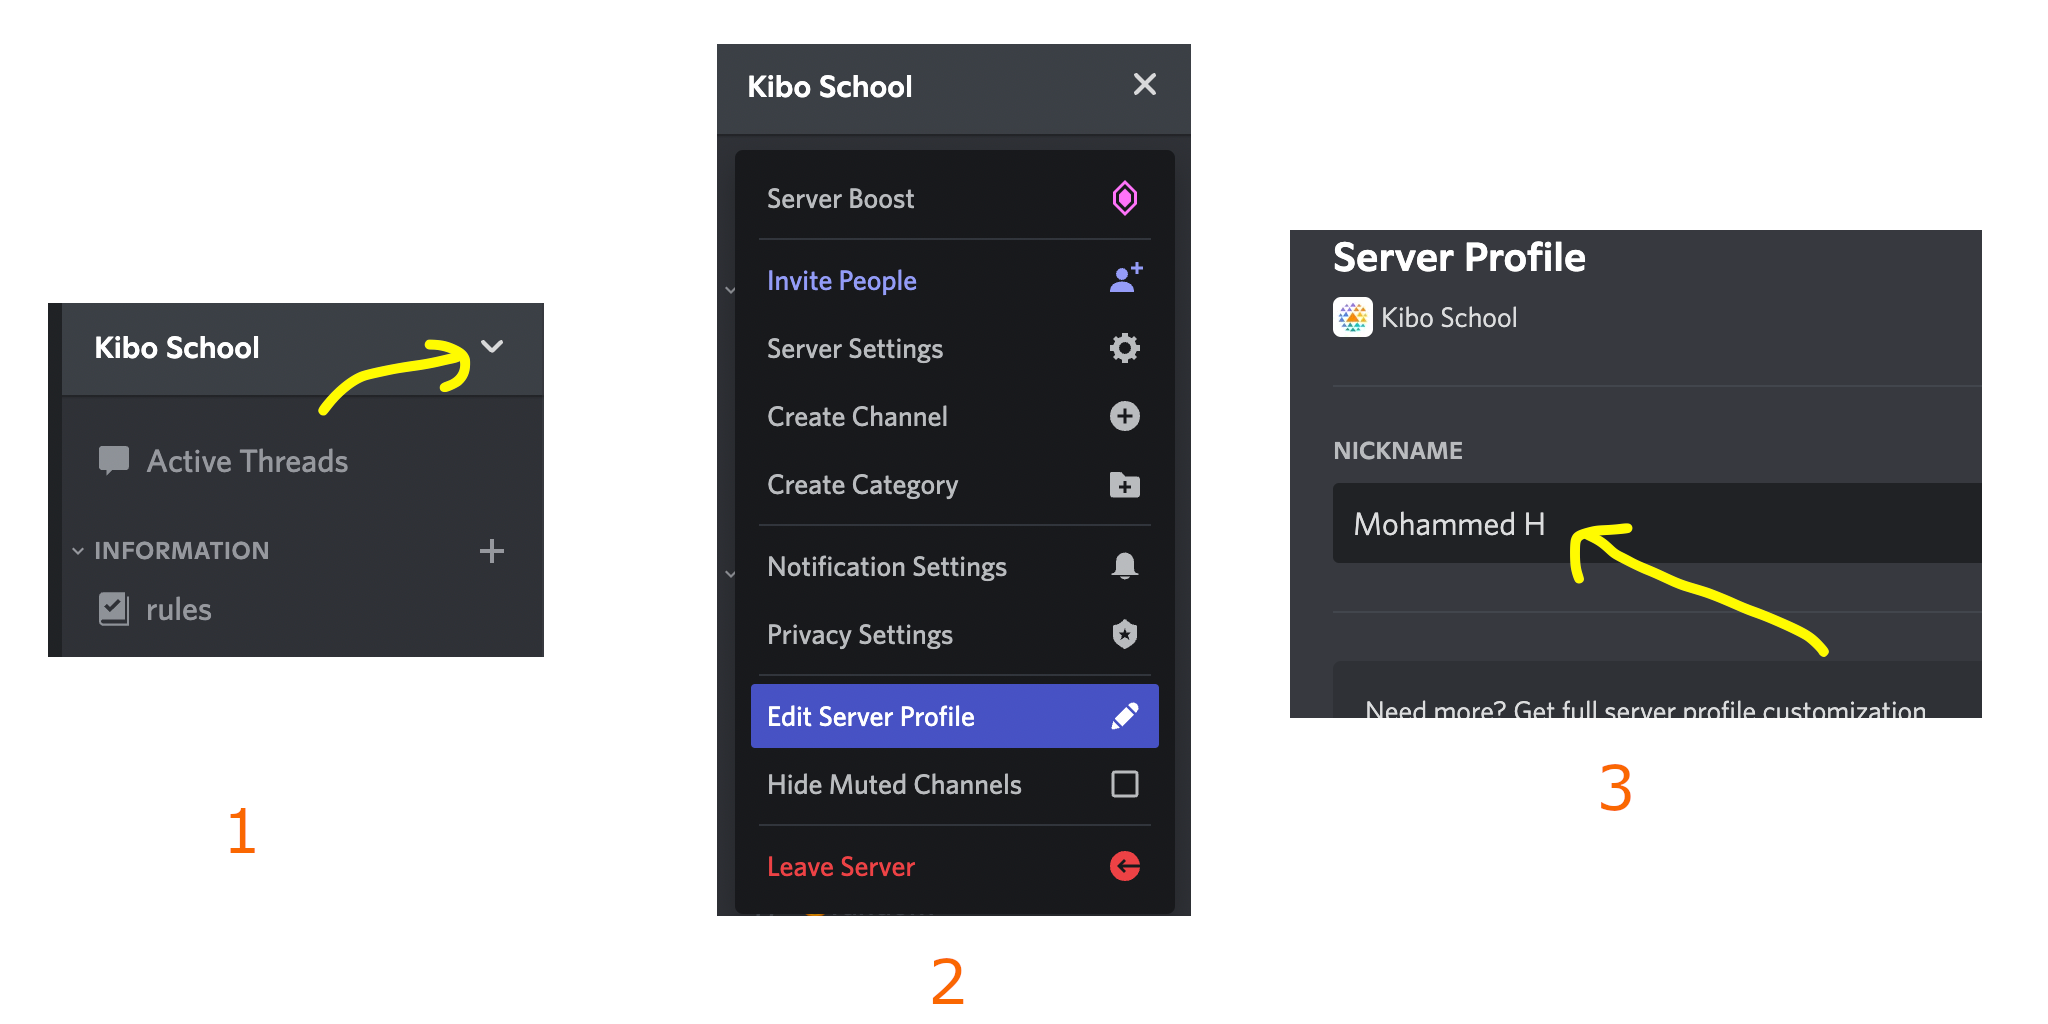 Kibo School
Active Threads
INFORMATION
rules
1
Kibo School
Server Boost
Invite People
Server Settings
Create Channel
Create Category
Notification Settings
Privacy Settings
Edit Server Profile
Hide Muted Channels
Leave Server
2
Server Profile
Kibo School
NICKNAME
Mohammed H
Need more? Get full server profile customization
3